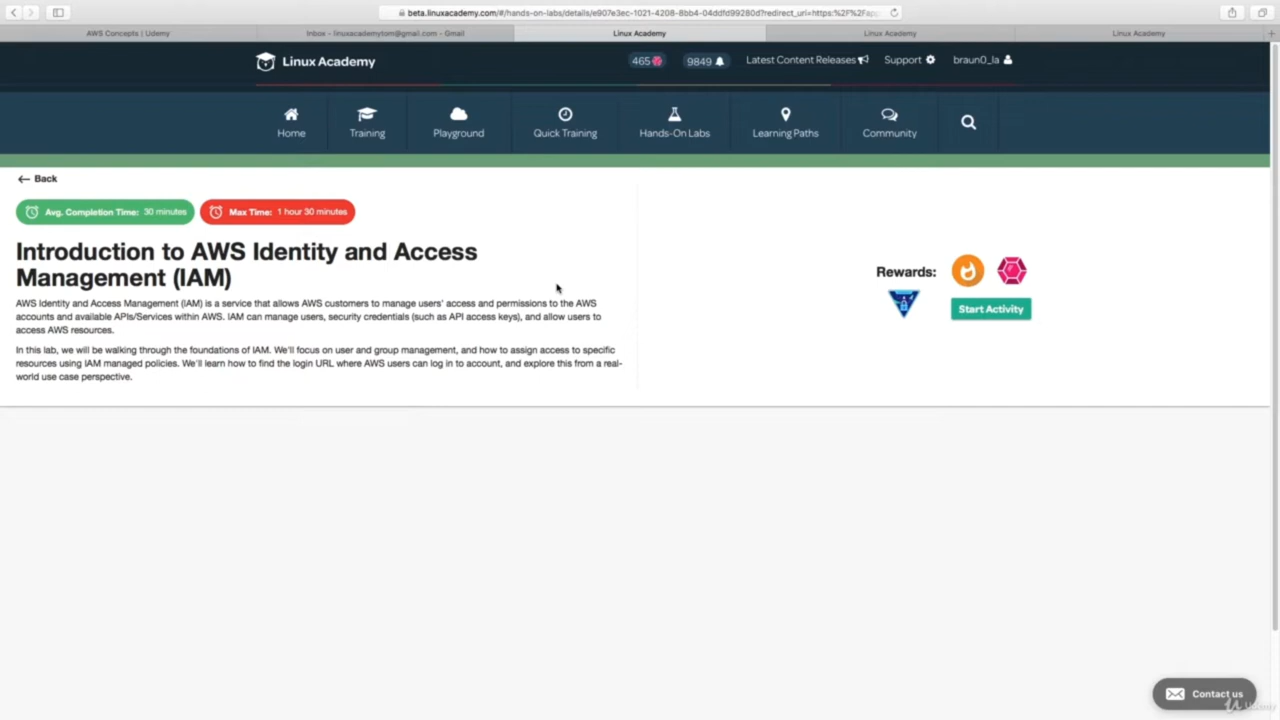 beta.linuxacademy.com/#/hands-on-labs/details/e907e3ec-1021-4208-8bb4-04ddfd99280d?redirect_uri=https:%2F%2Fap
AWS Concepts | Udemy
Inbox - linuxacademytom@gmail.com - Gmail
Linux Academy
Linux Academy
Linux Academy
Linux Academy
465
9849
Latest Content Releases
Support
braun0_la
Home
Training
Playground
Quick Training
Hands-On Labs
Learning Paths
Community
Back
Avg. Completion Time: 30 minutes
Max Time: 1 hour 30 minutes
Introduction to AWS Identity and Access
Management (IAM)
AWS Identity and Access Management (IAM) is a service that allows AWS customers to manage users' access and permissions to the AWS
accounts and available APIs/Services within AWS. IAM can manage users, security credentials (such as API access keys), and allow users to
access AWS resources.
In this lab, we will be walking through the foundations of IAM. We'll focus on user and group management, and how to assign access to specific
resources using IAM managed policies. We'll learn how to find the login URL where AWS users can log in to account, and explore this from a real-
world use case perspective.
Rewards:
Start Activity
Contact us
Udemy